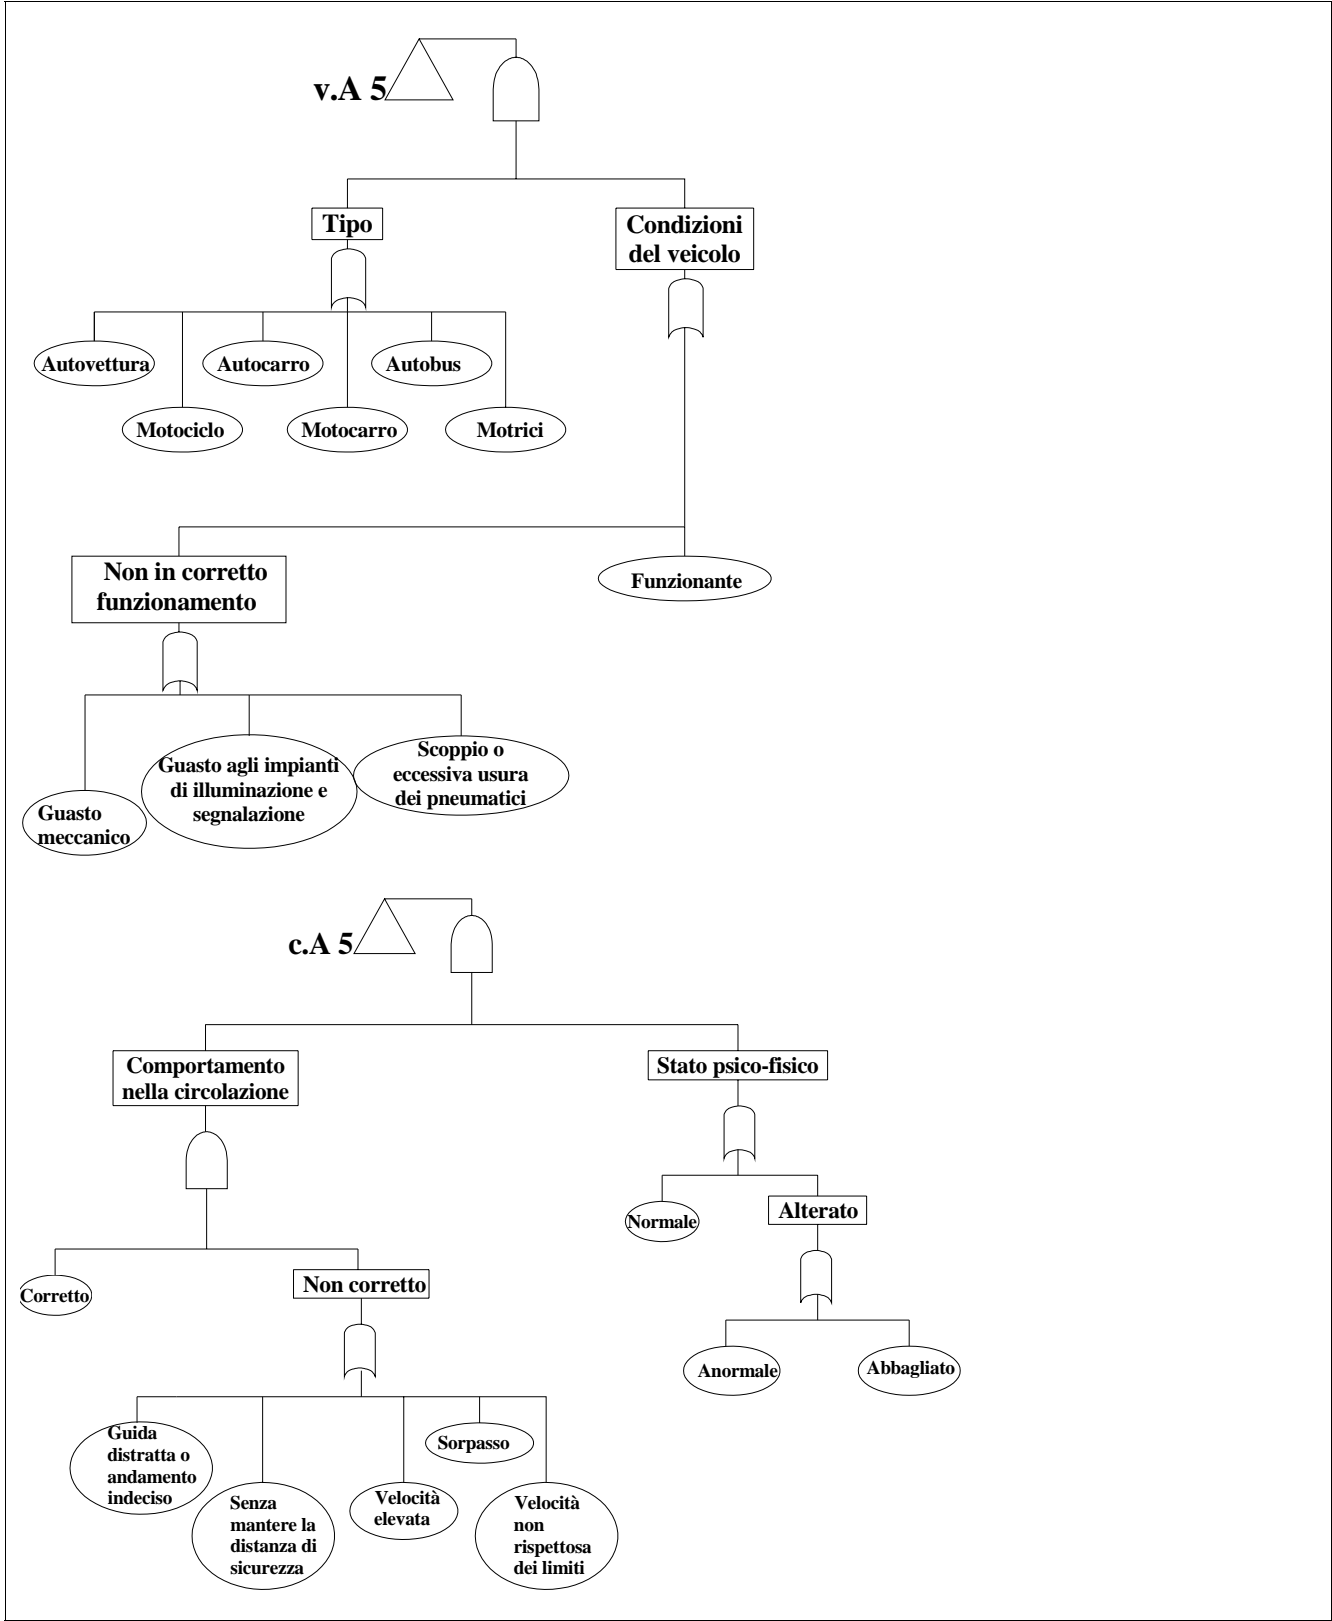 v.A 5
Tipo
Condizioni
del veicolo
Autovettura
Autocarro
Autobus
Motociclo
Motocarro
Motrici
Non in corretto
funzionamento
Funzionante
Guasto
meccanico
Guasto agli impianti
di illuminazione e
segnalazione
Scoppio o
eccessiva usura
dei pneumatici
c.A 5
Comportamento
nella circolazione
Stato psico-fisico
Normale
Alterato
Corretto
Non corretto
Anormale
Abbagliato
Guida
distratta o
andamento
indeciso
Senza
mantere la
distanza di
sicurezza
Velocità
elevata
Sorpasso
Velocità
non
rispettosa
dei limiti